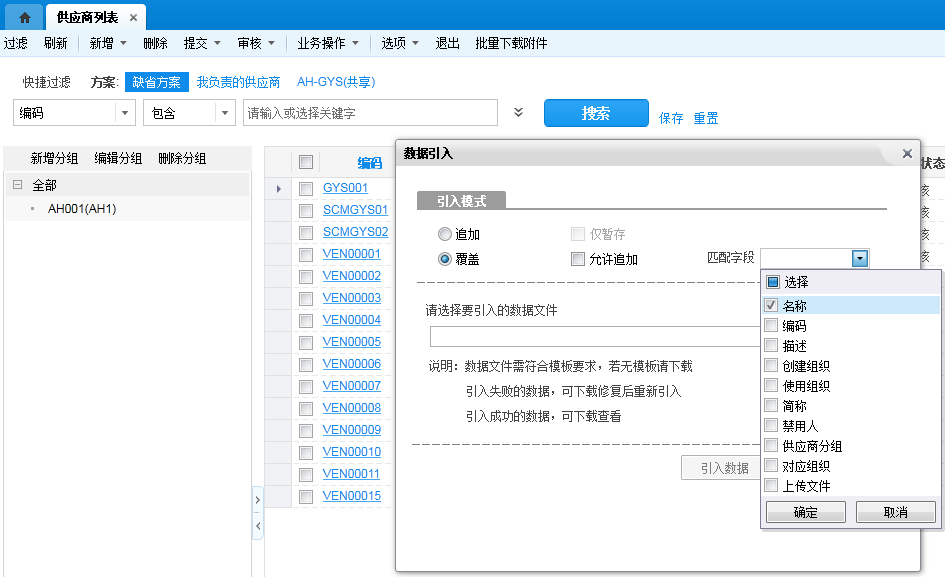 供应商列表 ×
过滤 刷新 新增 删除 提交 审核 业务操作 选项 退出 批量下载附件
快捷过滤 方案: 缺省方案 我负责的供应商 AH-GYS(共享)
编码 包含 请输入或选择关键字 搜索 保存 重置
新增分组 编辑分组 删除分组
全部
AH001(AH1)
编码
状态
GYS001
核
SCMGYS01
核
SCMGYS02
核
VEN00001
核
VEN00002
VEN00003
VEN00004
VEN00005
VEN00006
VEN00007
VEN00008
VEN00009
VEN00010
VEN00011
VEN00015
数据引入
引入模式
追加 仅暂存
覆盖 允许追加 匹配字段
请选择要引入的数据文件
说明: 数据文件需符合模板要求，若无模板请下载
引入失败的数据，可下载修复后重新引入
引入成功的数据，可下载查看
引入数据
选择
名称
编码
描述
创建组织
使用组织
简称
禁用人
供应商分组
对应组织
上传文件
确定 取消